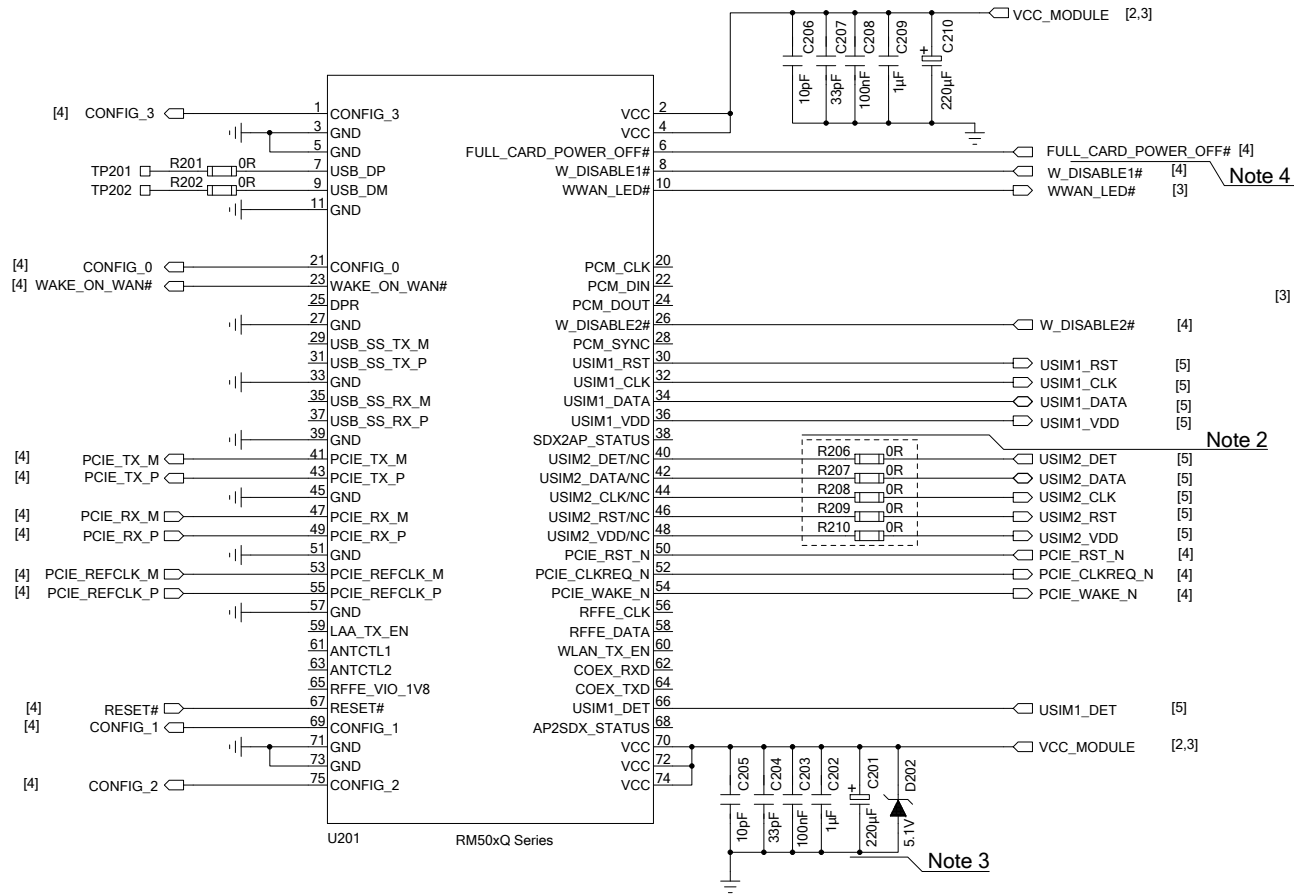 VCC_MODULE [2,3]
C206 10pF
C207 33pF
C208 100nF
C209 1µF
+ C210 220µF
[4] CONFIG_3 1 CONFIG_3
3 GND
5 GND
TP201 R201 0R 7 USB_DP
TP202 R202 0R 9 USB_DM
11 GND
VCC 2
VCC 4
FULL_CARD_POWER_OFF# 6 FULL_CARD_POWER_OFF# [4]
W_DISABLE1# 8 W_DISABLE1# [4]
Note 4
WWAN_LED# 10 WWAN_LED# [3]
[4] CONFIG_0 21 CONFIG_0
[4] WAKE_ON_WAN# 23 WAKE_ON_WAN#
25 DPR
27 GND
29 USB_SS_TX_M
31 USB_SS_TX_P
33 GND
35 USB_SS_RX_M
37 USB_SS_RX_P
39 GND
[4] PCIE_TX_M 41 PCIE_TX_M
[4] PCIE_TX_P 43 PCIE_TX_P
45 GND
[4] PCIE_RX_M 47 PCIE_RX_M
[4] PCIE_RX_P 49 PCIE_RX_P
51 GND
[4] PCIE_REFCLK_M 53 PCIE_REFCLK_M
[4] PCIE_REFCLK_P 55 PCIE_REFCLK_P
57 GND
59 LAA_TX_EN
61 ANTCTL1
63 ANTCTL2
65 RFFE_VIO_1V8
[4] RESET# 67 RESET#
[4] CONFIG_1 69 CONFIG_1
71 GND
73 GND
[4] CONFIG_2 75 CONFIG_2
PCM_CLK 20
PCM_DIN 22
PCM_DOUT 24
[3]
W_DISABLE2# 26 W_DISABLE2# [4]
PCM_SYNC 28
USIM1_RST 30 USIM1_RST [5]
USIM1_CLK 32 USIM1_CLK [5]
USIM1_DATA 34 USIM1_DATA [5]
USIM1_VDD 36 USIM1_VDD [5]
SDX2AP_STATUS 38
Note 2
USIM2_DET/NC 40 R206 0R USIM2_DET [5]
USIM2_DATA/NC 42 R207 0R USIM2_DATA [5]
USIM2_CLK/NC 44 R208 0R USIM2_CLK [5]
USIM2_RST/NC 46 R209 0R USIM2_RST [5]
USIM2_VDD/NC 48 R210 0R USIM2_VDD [5]
PCIE_RST_N 50 PCIE_RST_N [4]
PCIE_CLKREQ_N 52 PCIE_CLKREQ_N [4]
PCIE_WAKE_N 54 PCIE_WAKE_N [4]
RFFE_CLK 56
RFFE_DATA 58
WLAN_TX_EN 60
COEX_RXD 62
COEX_TXD 64
USIM1_DET 66 USIM1_DET [5]
AP2SDX_STATUS 68
VCC 70 VCC_MODULE [2,3]
VCC 72
VCC 74
C205 10pF
C204 33pF
C203 100nF
C202 1µF
+ C201 220µF
D202 5.1V
Note 3
U201 RM50xQ Series